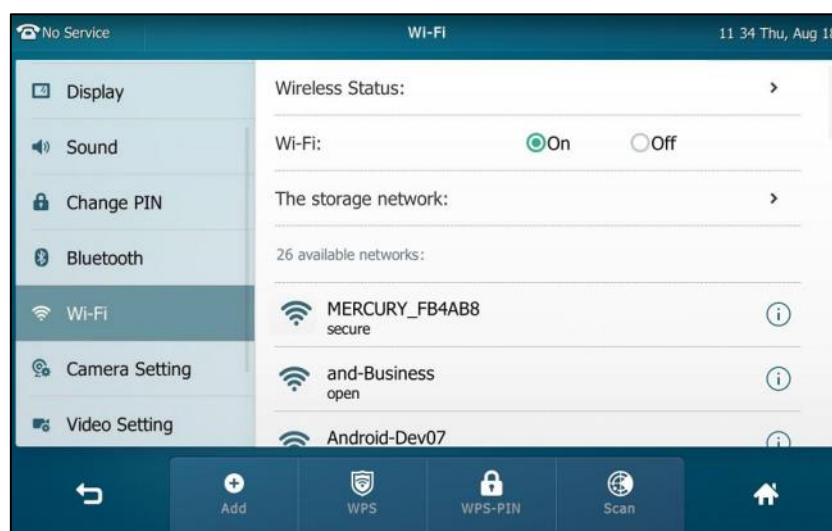 No Service
Wi-Fi
11 34 Thu, Aug 18
Display
Sound
Change PIN
Bluetooth
Wi-Fi
Camera Setting
Video Setting
Wireless Status:
Wi-Fi: On Off
The storage network:
26 available networks:
MERCURY_FB4AB8
secure
and-Business
open
Android-Dev07
Add
WPS
WPS-PIN
Scan